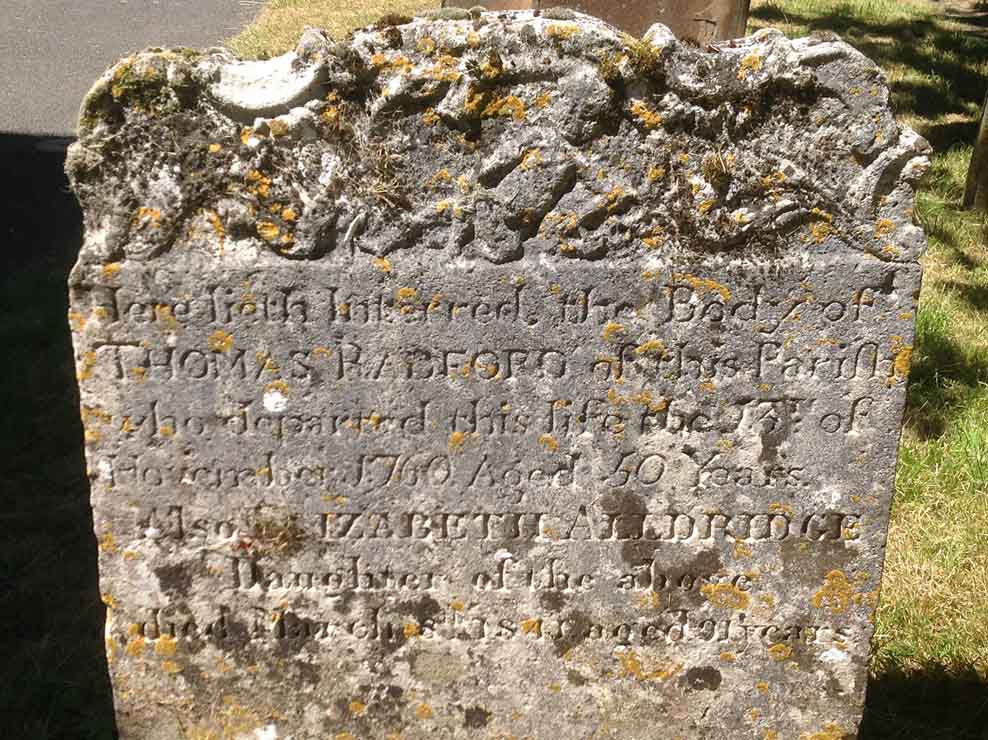 Here lieth Interred, the Body of
THOMAS RADFORD of this Parish
who departed this life the 13th of
November 1760 Aged 50 Years.
Also ELIZABETH ALLDRIDGE
Daughter of the above
died March aged years